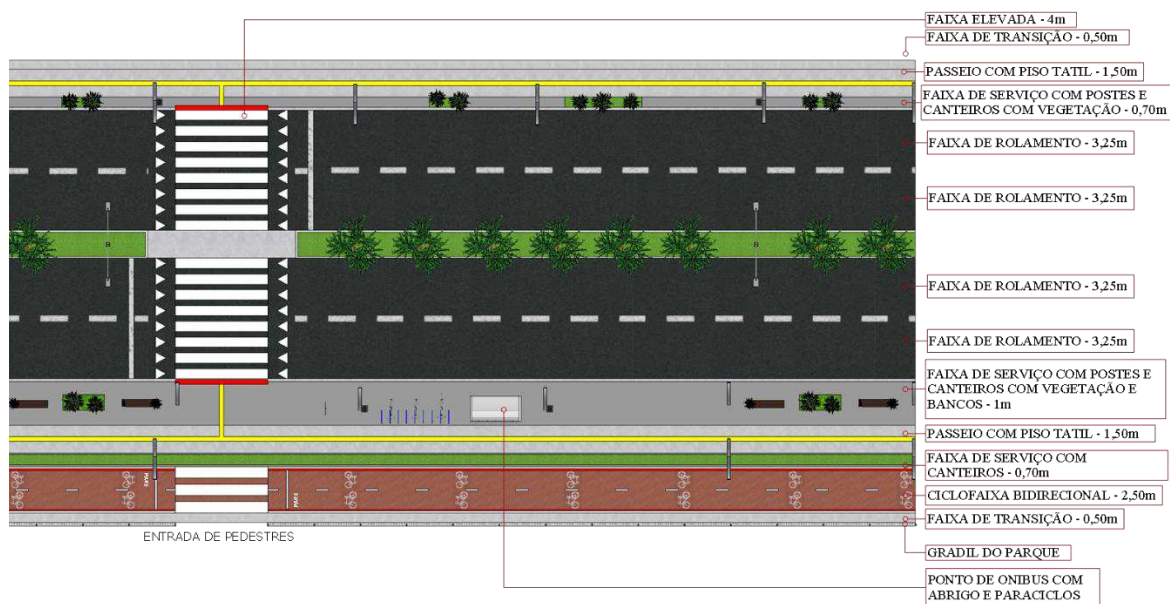 FAIXA ELEVADA - 4m
FAIXA DE TRANSIÇÃO - 0,50m
PASSEIO COM PISO TATIL - 1,50m
FAIXA DE SERVIÇO COM POSTES E
CANTEIROS COM VEGETAÇÃO - 0,70m
FAIXA DE ROLAMENTO - 3,25m
FAIXA DE ROLAMENTO - 3,25m
FAIXA DE ROLAMENTO - 3,25m
FAIXA DE ROLAMENTO - 3,25m
FAIXA DE SERVIÇO COM POSTES E
CANTEIROS COM VEGETAÇÃO E
BANCOS - 1m
PASSEIO COM PISO TATIL - 1,50m
FAIXA DE SERVIÇO COM
CANTEIROS - 0,70m
CICLOFAIXA BIDIRECIONAL - 2,50m
FAIXA DE TRANSIÇÃO - 0,50m
GRADIL DO PARQUE
PONTO DE ONIBUS COM
ABRIGO E PARACICLOS
PARE
PARE
ENTRADA DE PEDESTRES